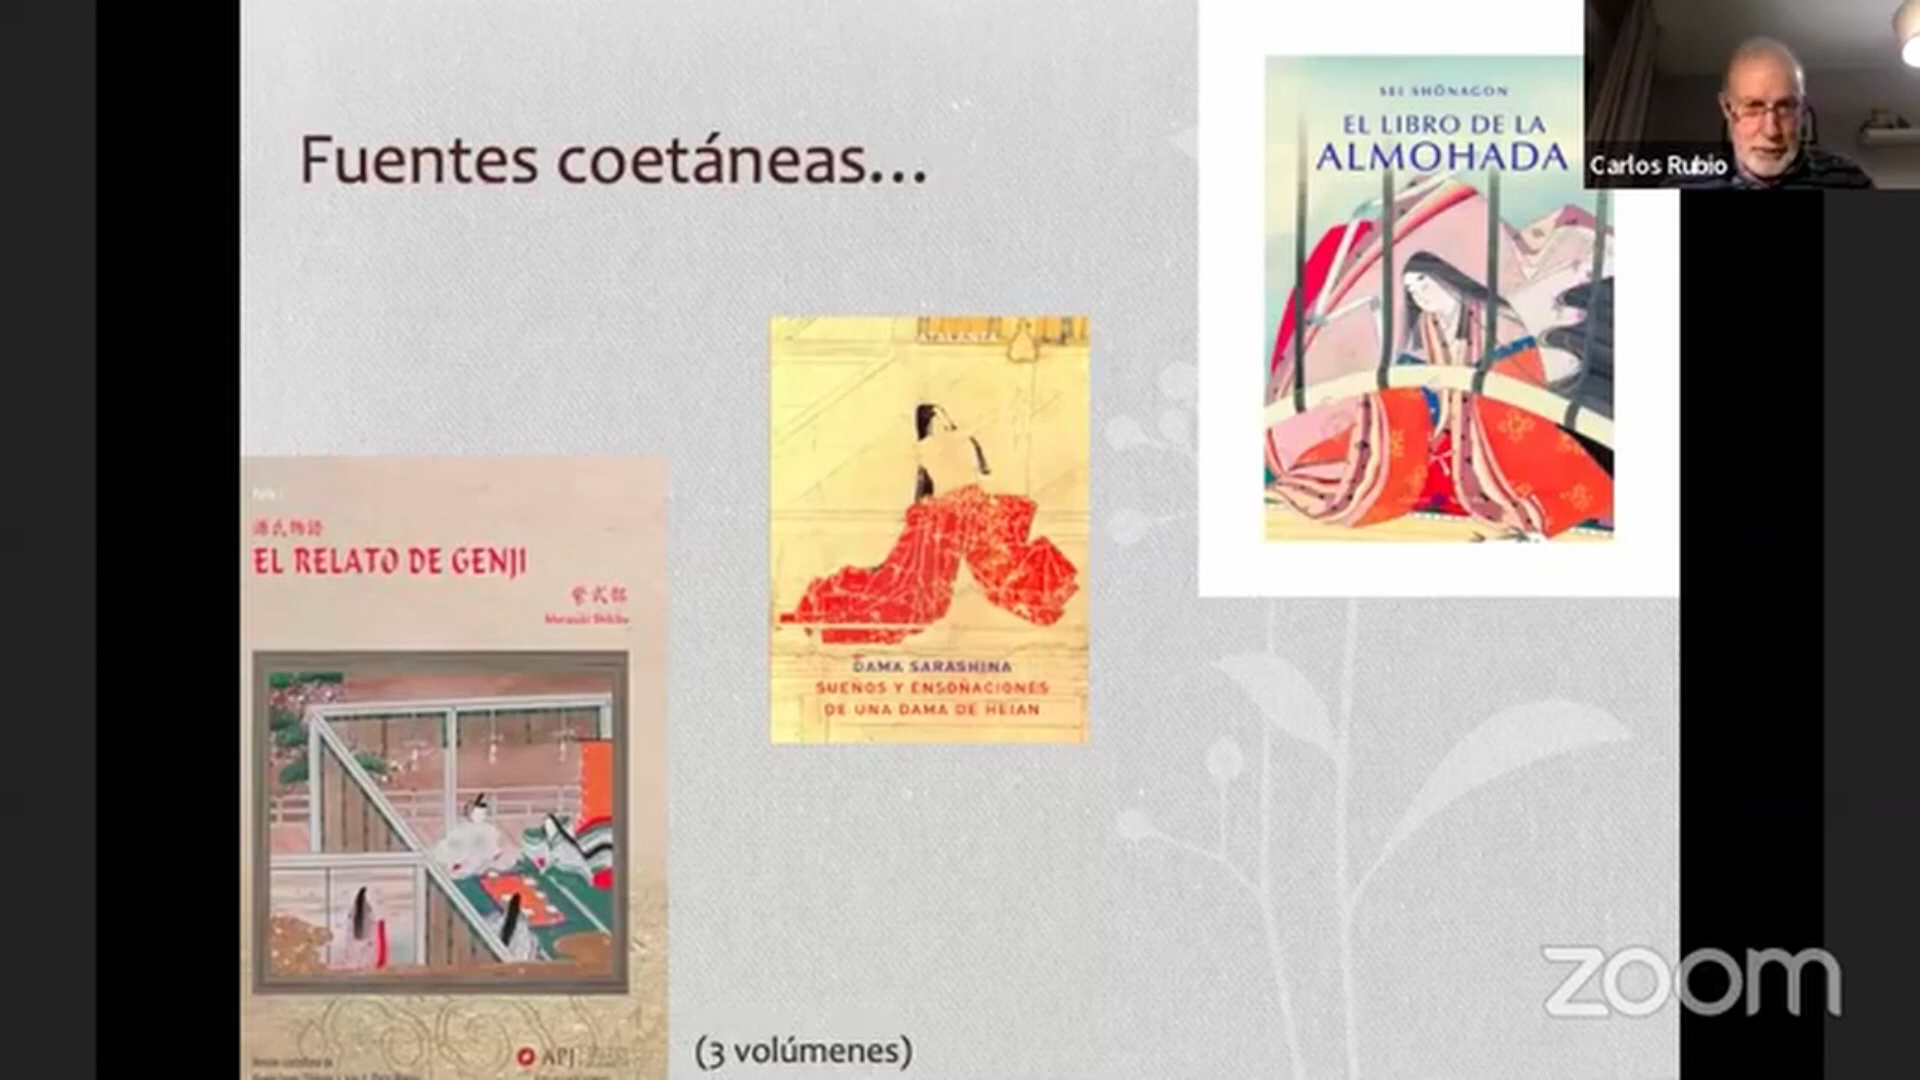 Fuentes coetáneas...
SEI SHŌNAGON
EL LIBRO DE LA
ALMOHADA
Carlos Rubio
ATALANTA
DAMA SARASHINA
SUEÑOS Y ENSOÑACIONES
DE UNA DAMA DE HEIAN
源氏物語
EL RELATO DE GENJI
紫式部
Murasaki Shikibu
APJ
(3 volúmenes)
zoom